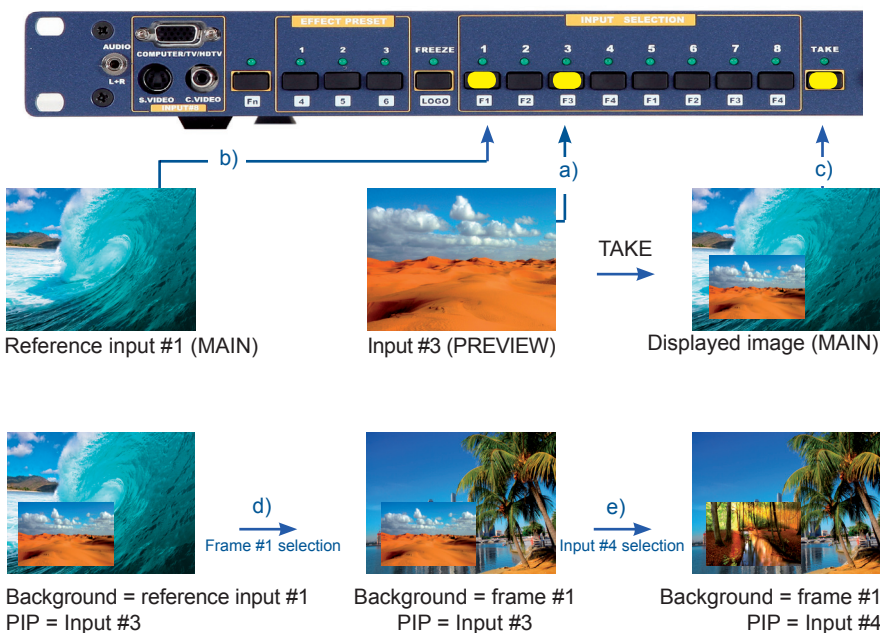 EFFECT PRESET
INPUT SELECTION
AUDIO
L+R
COMPUTER/TV/HDTV
S.VIDEO C.VIDEO
INPUT#8
Fn
1 2 3
4 5 6
FREEZE
LOGO
1 2 3 4 5 6 7 8
F1 F2 F3 F4 F1 F2 F3 F4
TAKE
b)
a)
c)
TAKE
Reference input #1 (MAIN)
Input #3 (PREVIEW)
Displayed image (MAIN)
d)
Frame #1 selection
e)
Input #4 selection
Background = reference input #1
PIP = Input #3
Background = frame #1
PIP = Input #3
Background = frame #1
PIP = Input #4